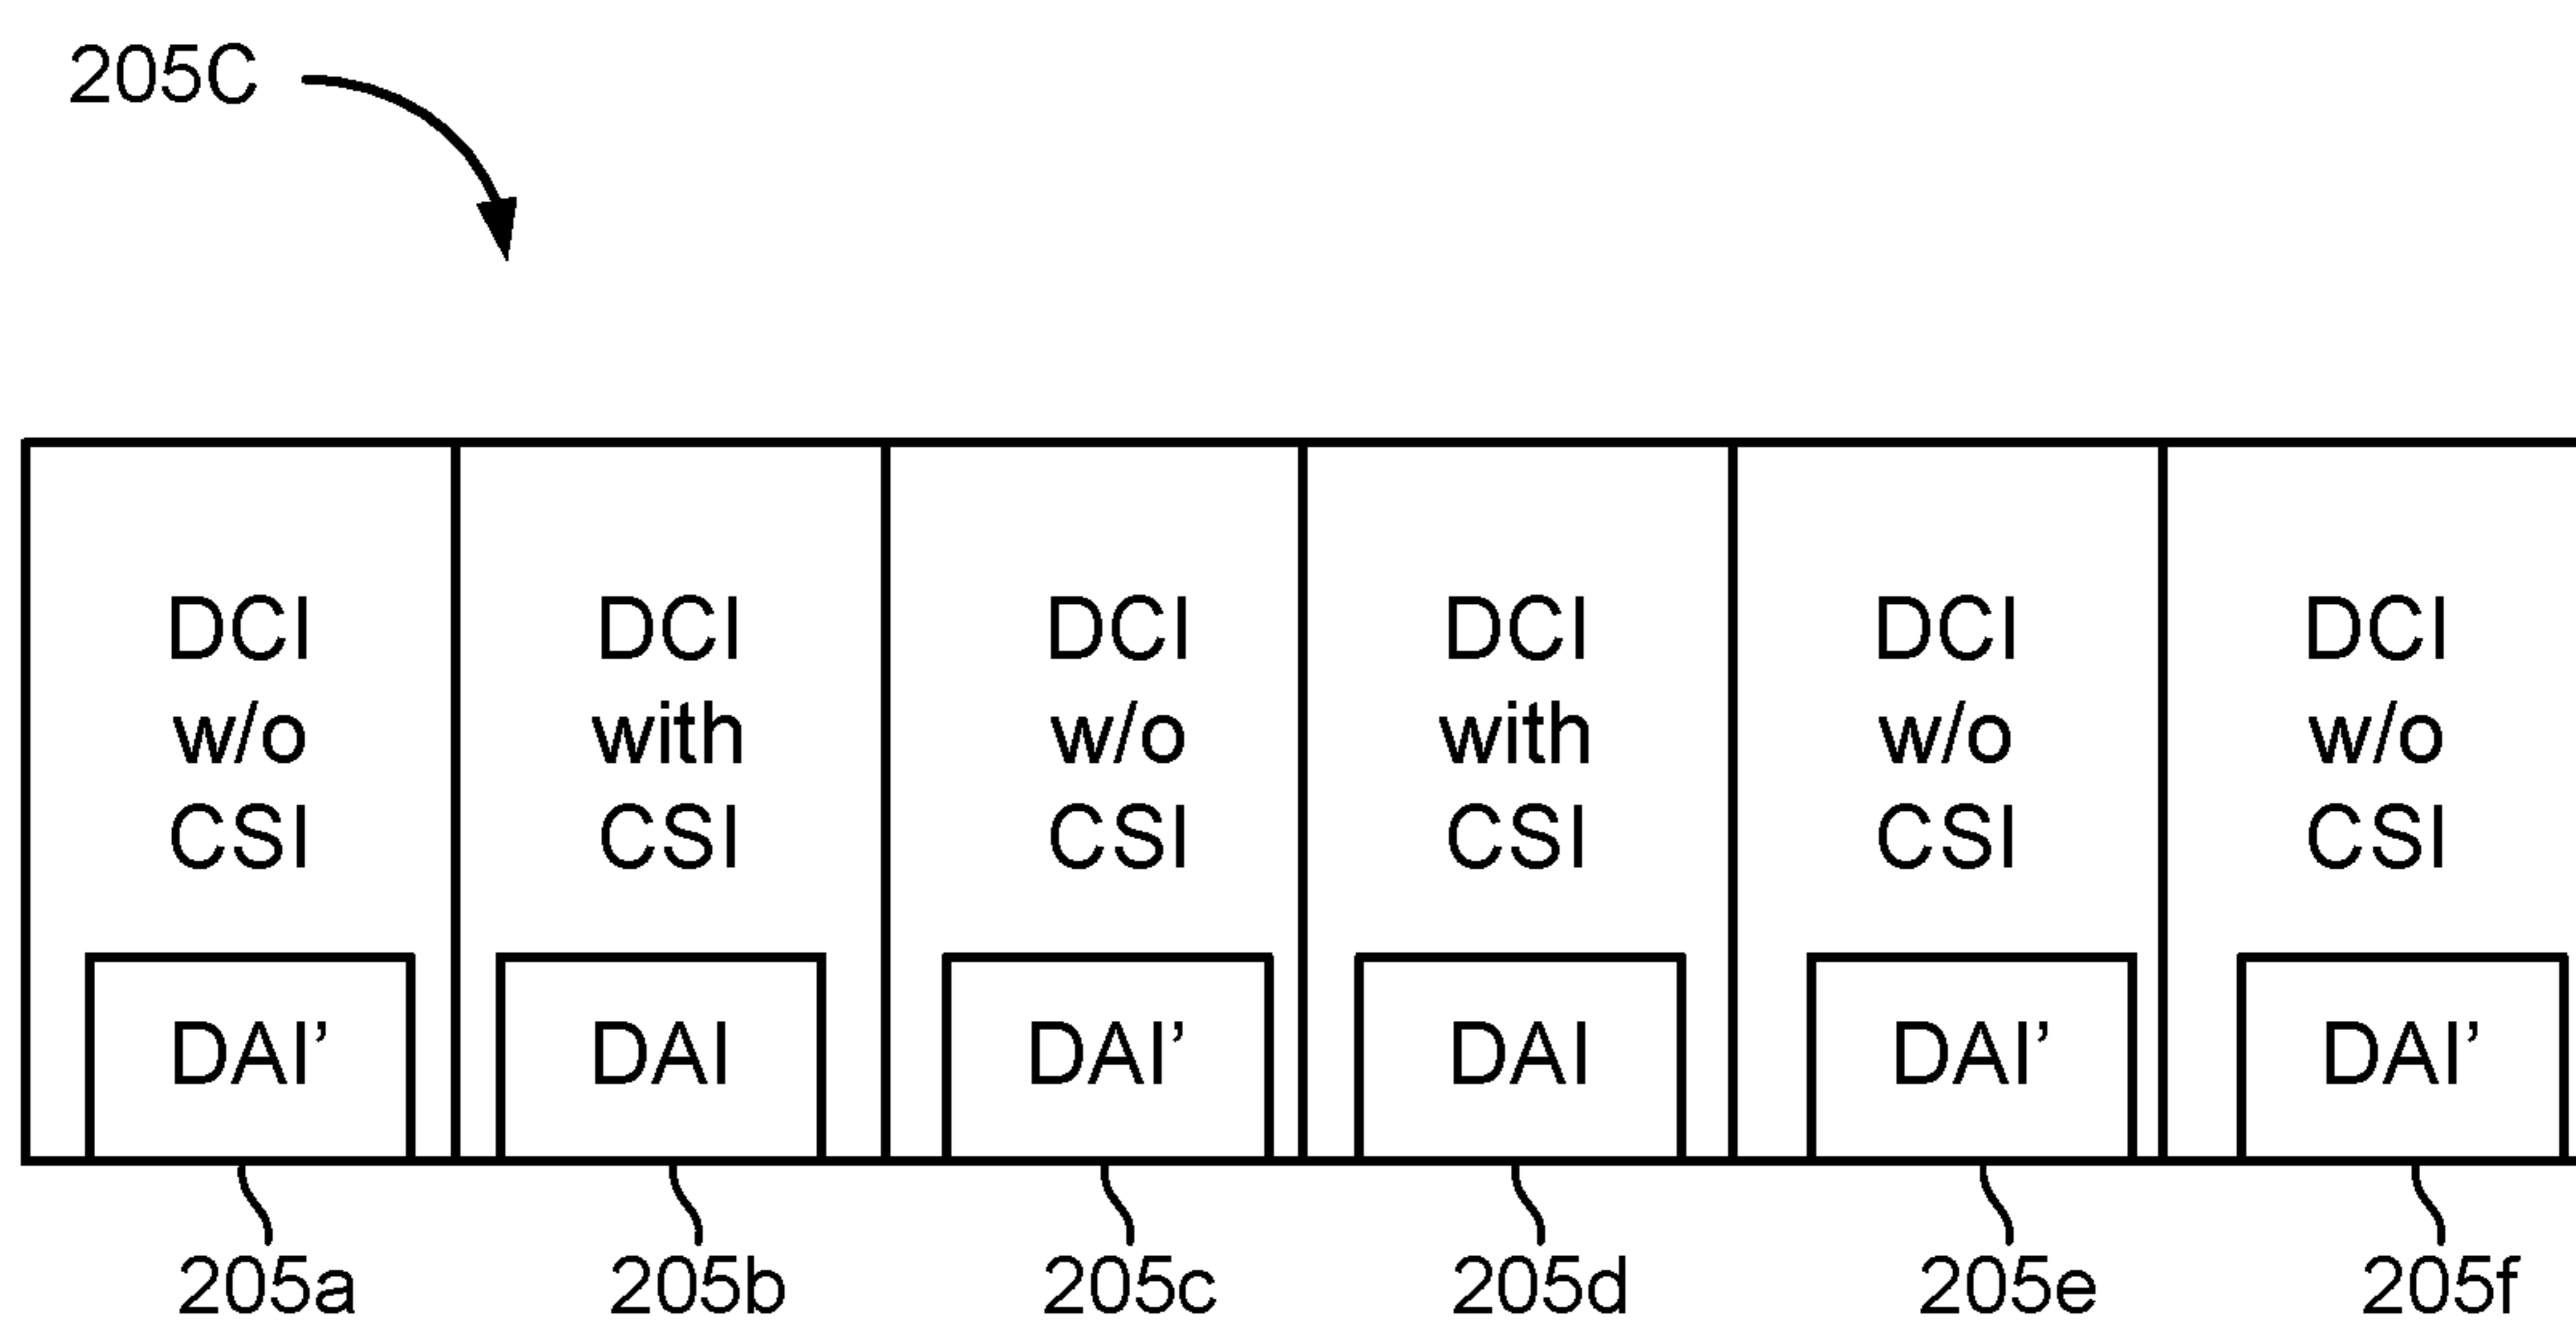 205C
DCI
w/o
CSI
DAI’
205a
DCI
with
CSI
DAI
205b
DCI
w/o
CSI
DAI’
205c
DCI
with
CSI
DAI
205d
DCI
w/o
CSI
DAI’
205e
DCI
w/o
CSI
DAI’
205f